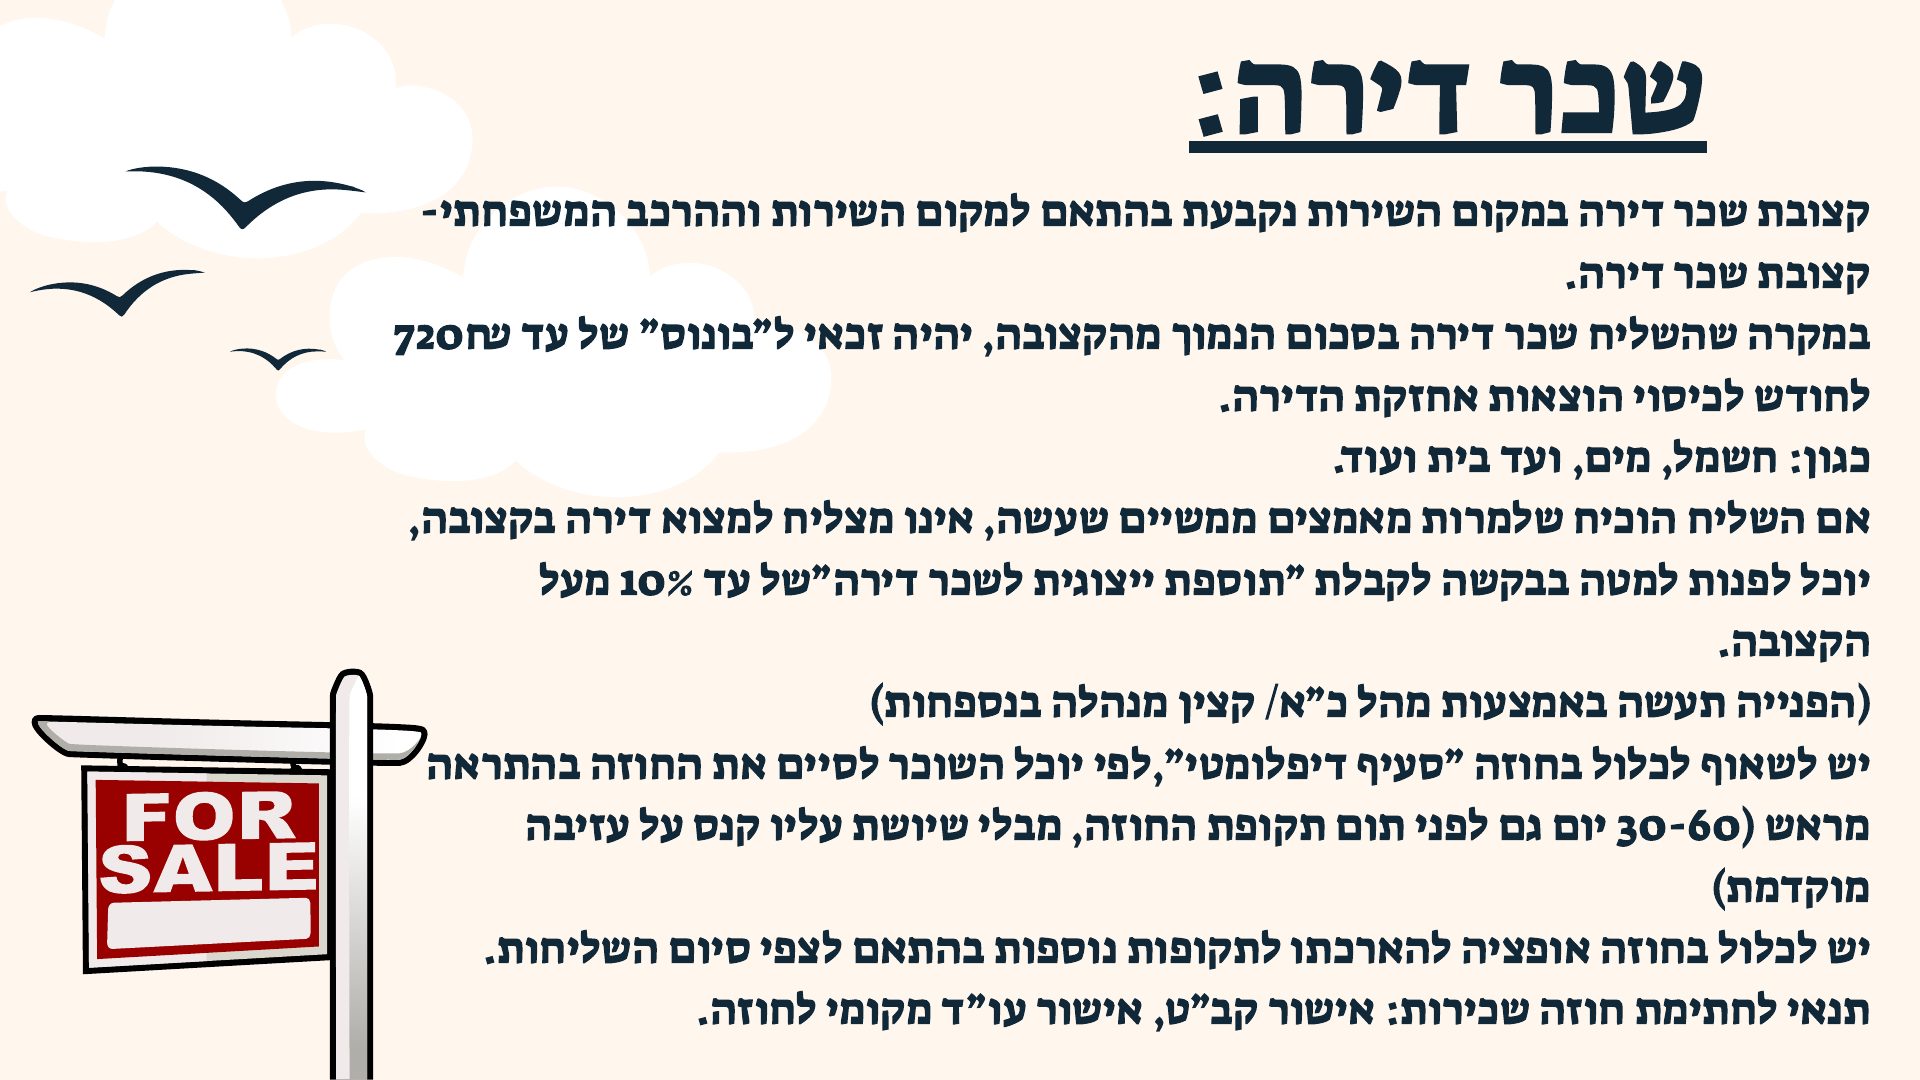 שכר דירה:
קצובת שכר דירה במקום השירות נקבעת בהתאם למקום השירות וההרכב המשפחתי-
קצובת שכר דירה.
במקרה שהשליח שכר דירה בסכום הנמוך מהקצובה, יהיה זכאי ל"בונוס" של עד 720₪
לחודש לכיסוי הוצאות אחזקת הדירה.
כגון: חשמל, מים, ועד בית ועוד.
אם השליח הוכיח שלמרות מאמצים ממשיים שעשה, אינו מצליח למצוא דירה בקצובה,
יוכל לפנות למטה בבקשה לקבלת "תוספת ייצוגית לשכר דירה"של עד 10% מעל
הקצובה.
(הפנייה תעשה באמצעות מהל כ"א/ קצין מנהלה בנספחות)
יש לשאוף לכלול בחוזה "סעיף דיפלומטי",לפי יוכל השוכר לסיים את החוזה בהתראה
מראש (30-60 יום גם לפני תום תקופת החוזה, מבלי שיושת עליו קנס על עזיבה
מוקדמת)
יש לכלול בחוזה אופציה להארכתו לתקופות נוספות בהתאם לצפי סיום השליחות.
תנאי לחתימת חוזה שכירות: אישור קב"ט, אישור עו"ד מקומי לחוזה.
FOR
SALE